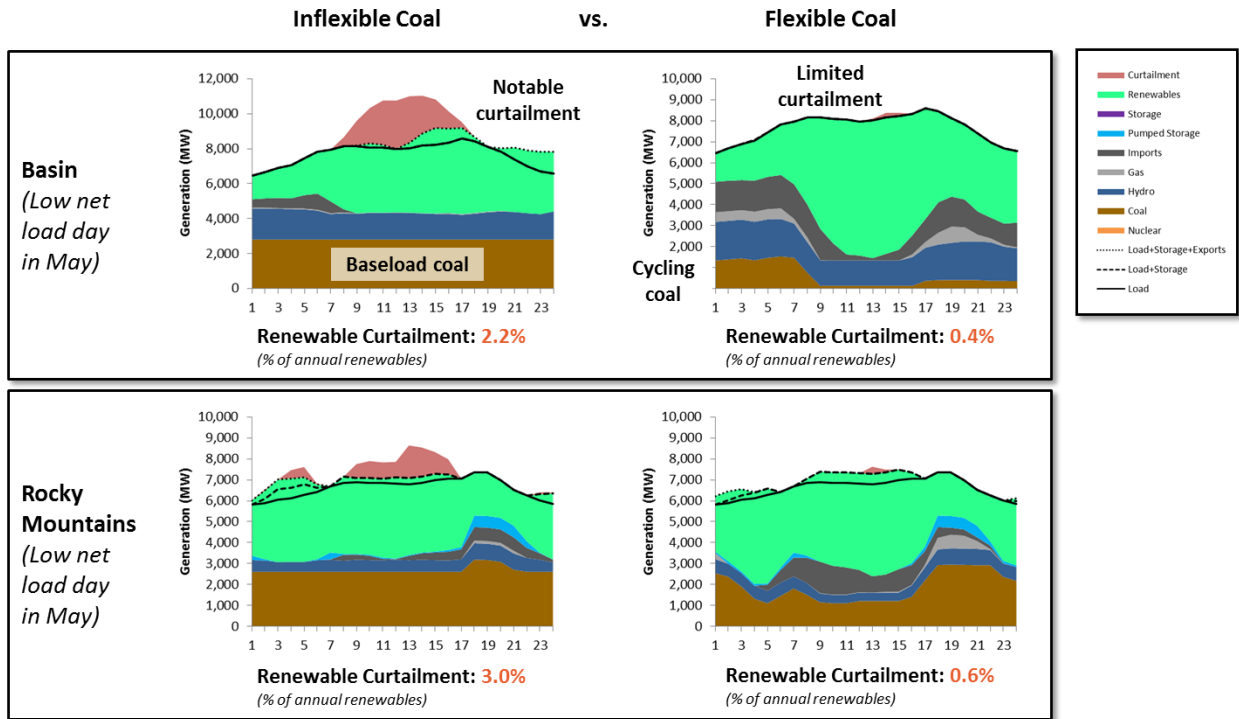 Inflexible Coal vs. Flexible Coal
Basin
(Low net
load day
in May)
Generation (MW)
12,000
10,000
8,000
6,000
4,000
2,000
0
Notable
curtailment
Baseload coal
1 3 5 7 9 11 13 15 17 19 21 23
Renewable Curtailment: 2.2%
(% of annual renewables)
Generation (MW)
10,000
9,000
8,000
7,000
6,000
5,000
4,000
3,000
2,000
0
Limited
curtailment
Cycling
coal
1 3 5 7 9 11 13 15 17 19 21 23
Renewable Curtailment: 0.4%
(% of annual renewables)
Curtailment
Renewables
Storage
Pumped Storage
Imports
Gas
Hydro
Coal
Nuclear
Load+Storage+Exports
Load+Storage
Load
Rocky
Mountains
(Low net
load day
in May)
Generation (MW)
10,000
9,000
8,000
7,000
6,000
5,000
4,000
3,000
2,000
1,000
0
1 3 5 7 9 11 13 15 17 19 21 23
Renewable Curtailment: 3.0%
(% of annual renewables)
Generation (MW)
10,000
9,000
8,000
7,000
6,000
5,000
4,000
3,000
2,000
1,000
0
1 3 5 7 9 11 13 15 17 19 21 23
Renewable Curtailment: 0.6%
(% of annual renewables)